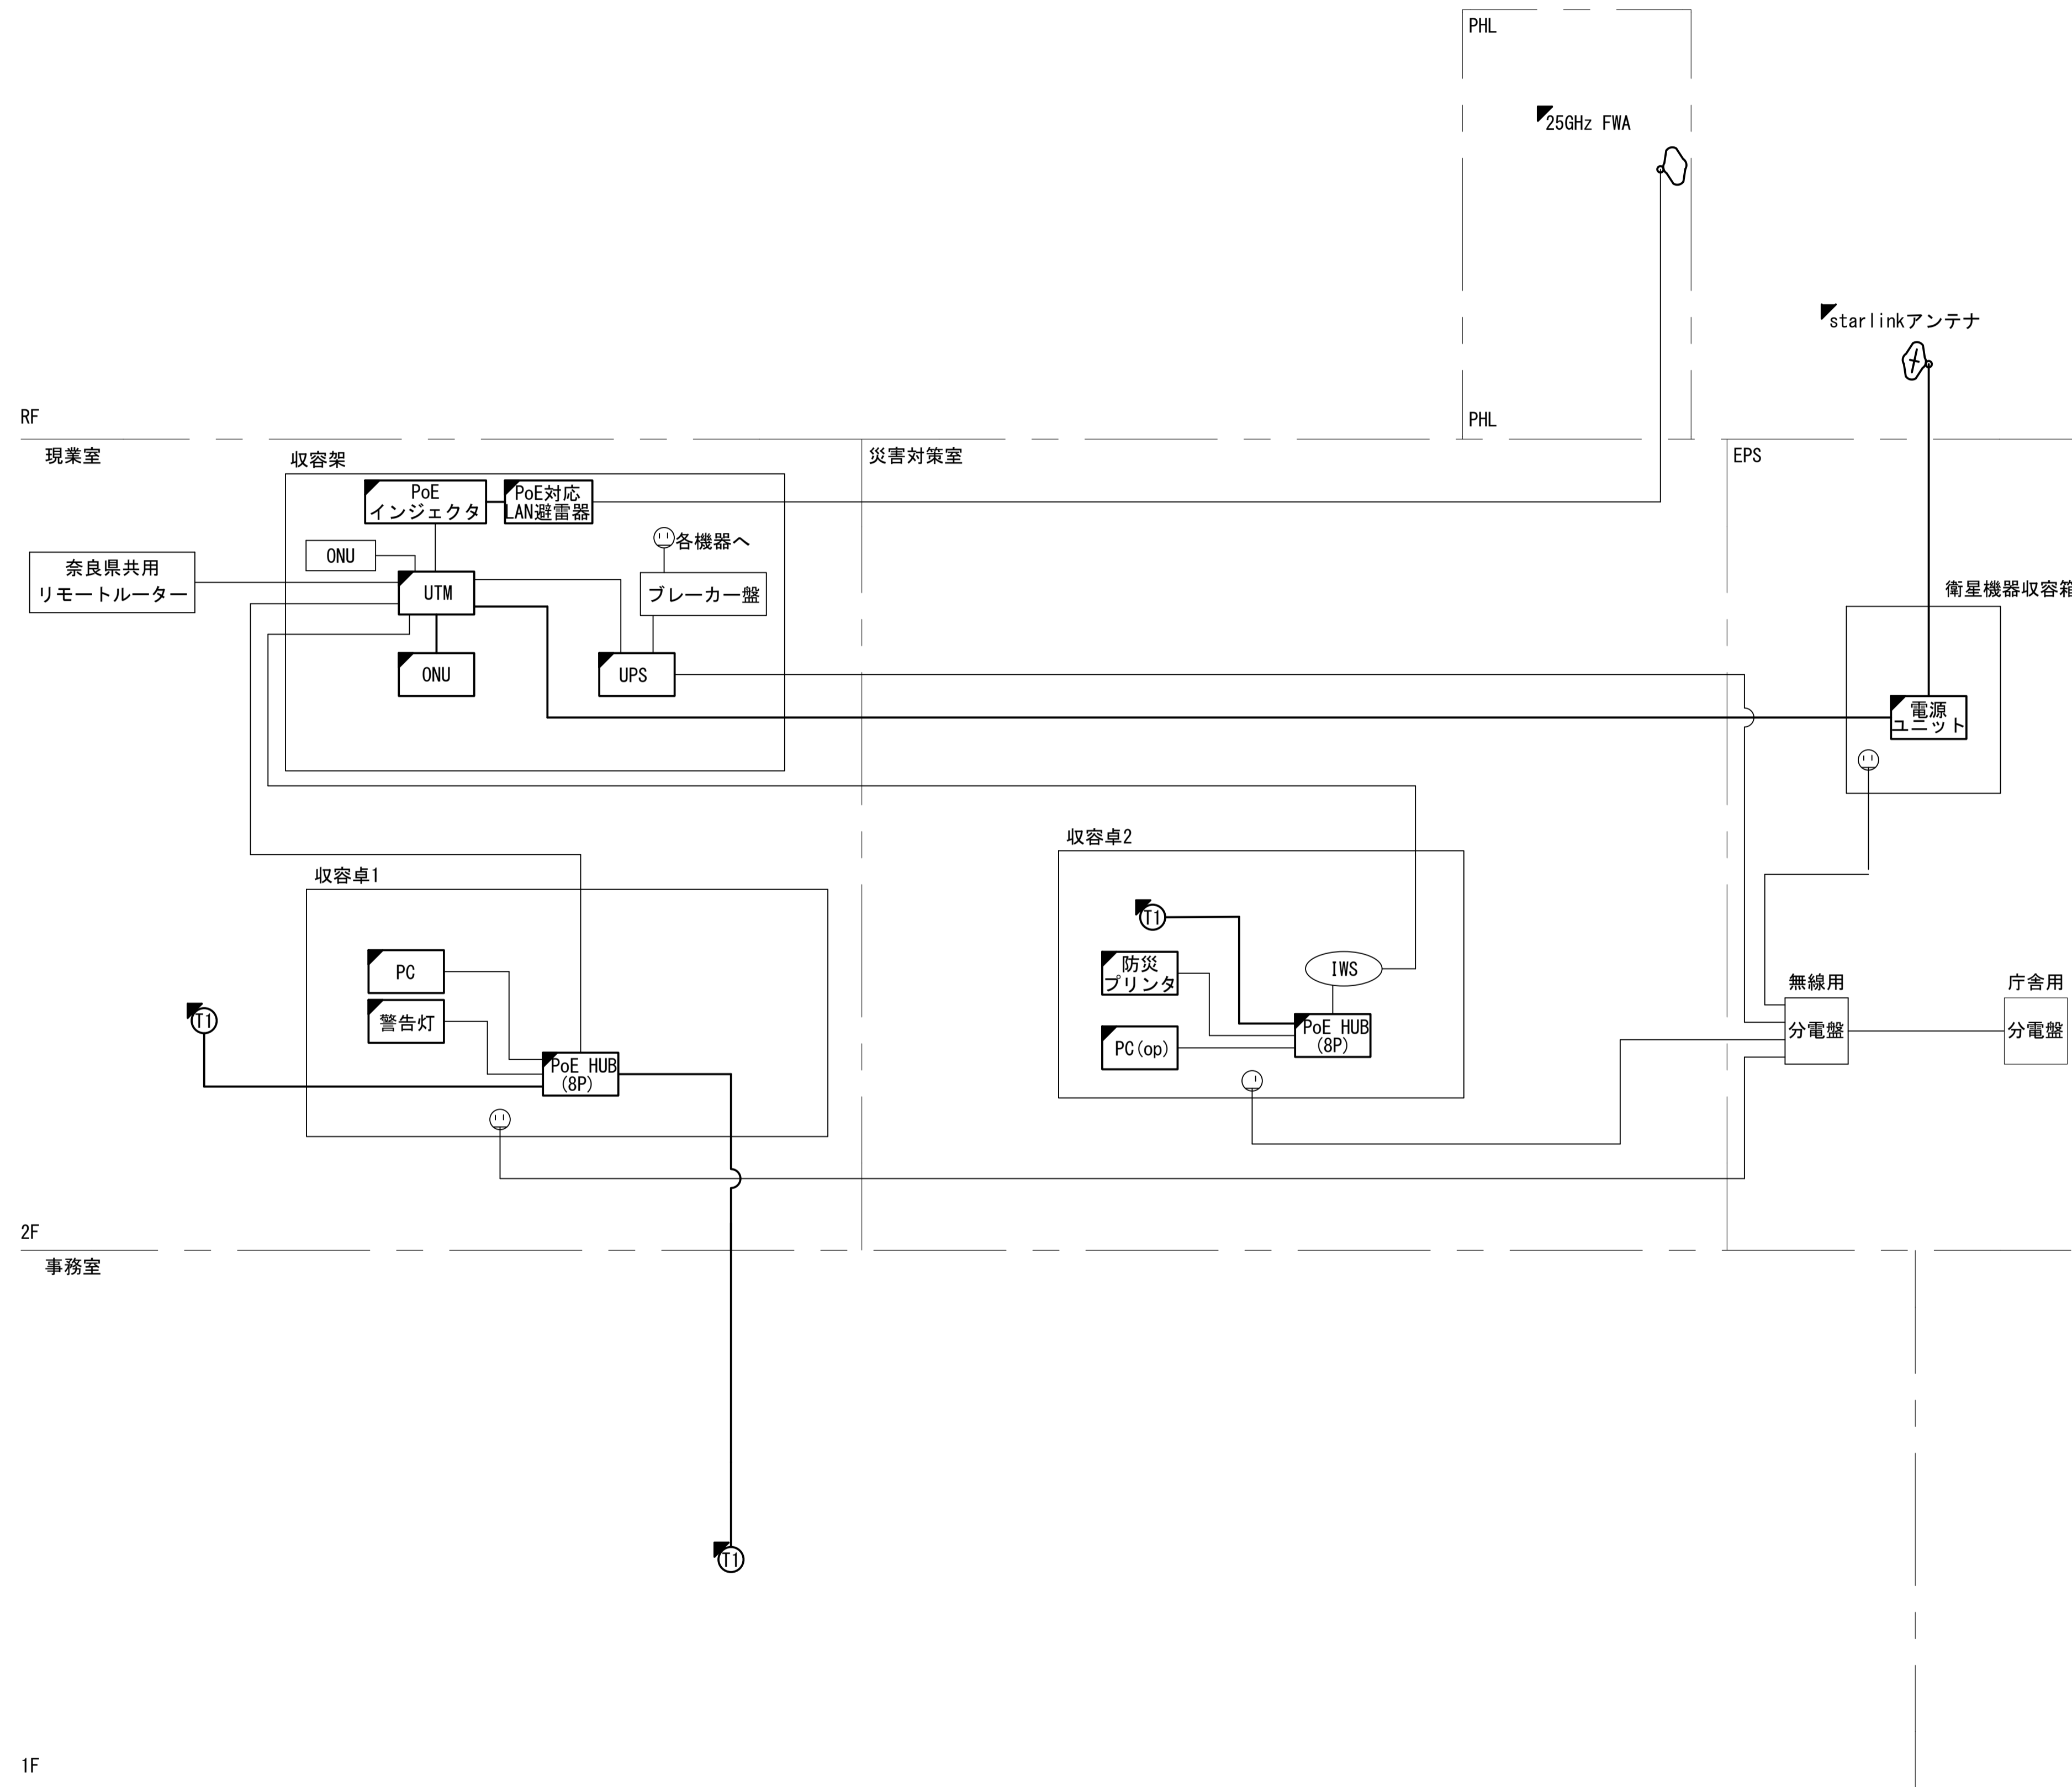 PHL
25GHz FWA
starlinkアンテナ
RF
PHL
現業室
収容架
災害対策室
EPS
PoE
インジェクタ
PoE対応
LAN避雷器
各機器へ
ONU
奈良県共用
リモートルーター
UTM
ブレーカー盤
衛星機器収容箱
ONU
UPS
電源
ユニット
収容卓1
収容卓2
T1
PC
防災
プリンタ
IWS
無線用
庁舎用
T1
警告灯
PoE HUB
(8P)
PC(op)
分電盤
分電盤
PoE HUB
(8P)
2F
事務室
T1
1F